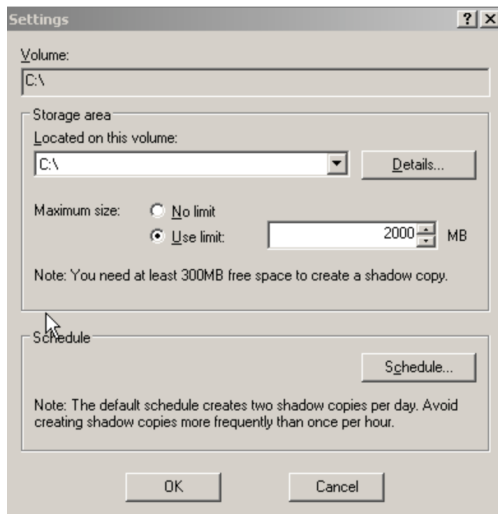 Settings
Volume:
C:\
Storage area
Located on this volume:
C:\ Details...
Maximum size: No limit
Use limit: 2000 MB
Note: You need at least 300MB free space to create a shadow copy.
Schedule
Schedule...
Note: The default schedule creates two shadow copies per day. Avoid
creating shadow copies more frequently than once per hour.
OK Cancel